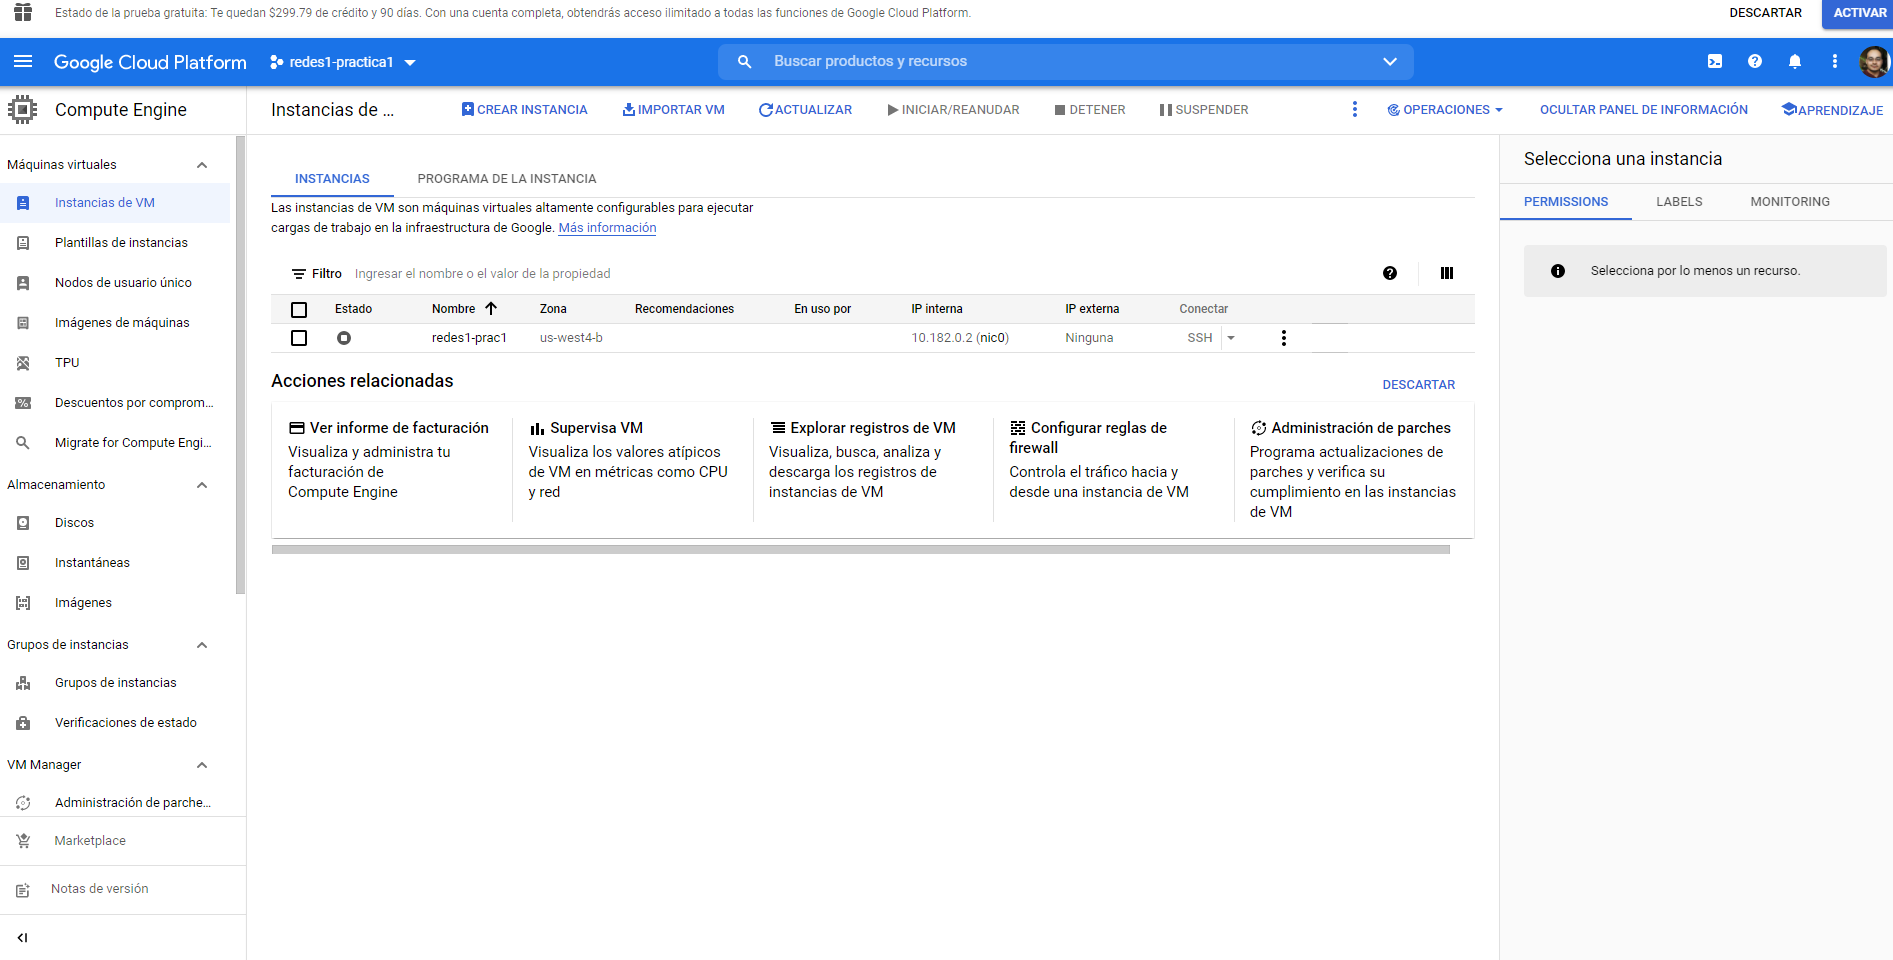 Estado de la prueba gratuita: Te quedan $299.79 de crédito y 90 días. Con una cuenta completa, obtendrás acceso ilimitado a todas las funciones de Google Cloud Platform.
DESCARTAR
ACTIVAR
Google Cloud Platform
redes1-practica1
Buscar productos y recursos
Compute Engine
Instancias de ...
CREAR INSTANCIA
IMPORTAR VM
ACTUALIZAR
INICIAR/REANUDAR
DETENER
SUSPENDER
OPERACIONES
OCULTAR PANEL DE INFORMACIÓN
APRENDIZAJE
Máquinas virtuales
Instancias de VM
Plantillas de instancias
Nodos de usuario único
Imágenes de máquinas
TPU
Descuentos por comprom...
Migrate for Compute Engi...
Almacenamiento
Discos
Instantáneas
Imágenes
Grupos de instancias
Grupos de instancias
Verificaciones de estado
VM Manager
Administración de parche...
Marketplace
Notas de versión
INSTANCIAS
PROGRAMA DE LA INSTANCIA
Las instancias de VM son máquinas virtuales altamente configurables para ejecutar
cargas de trabajo en la infraestructura de Google. Más información
Filtro Ingresar el nombre o el valor de la propiedad
Estado Nombre Zona Recomendaciones En uso por IP interna IP externa Conectar
redes1-prac1 us-west4-b 10.182.0.2 (nic0) Ninguna SSH
Acciones relacionadas
DESCARTAR
Ver informe de facturación
Visualiza y administra tu
facturación de
Compute Engine
Supervisa VM
Visualiza los valores atípicos
de VM en métricas como CPU
y red
Explorar registros de VM
Visualiza, busca, analiza y
descarga los registros de
instancias de VM
Configurar reglas de
firewall
Controla el tráfico hacia y
desde una instancia de VM
Administración de parches
Programa actualizaciones de
parches y verifica su
cumplimiento en las instancias
de VM
Selecciona una instancia
PERMISSIONS
LABELS
MONITORING
Selecciona por lo menos un recurso.